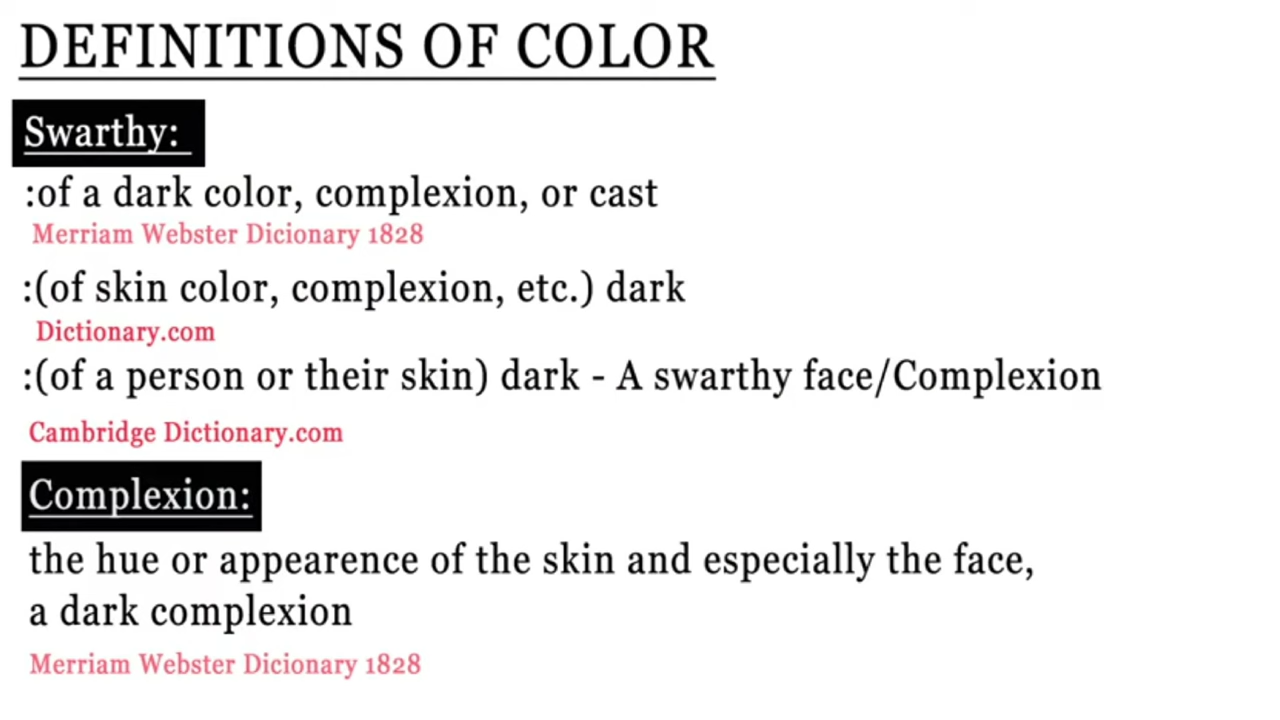 DEFINITIONS OF COLOR
Swarthy:
:of a dark color, complexion, or cast
Merriam Webster Dicionary 1828
:(of skin color, complexion, etc.) dark
Dictionary.com
:(of a person or their skin) dark - A swarthy face/Complexion
Cambridge Dictionary.com
Complexion:
the hue or appearence of the skin and especially the face,
a dark complexion
Merriam Webster Dicionary 1828